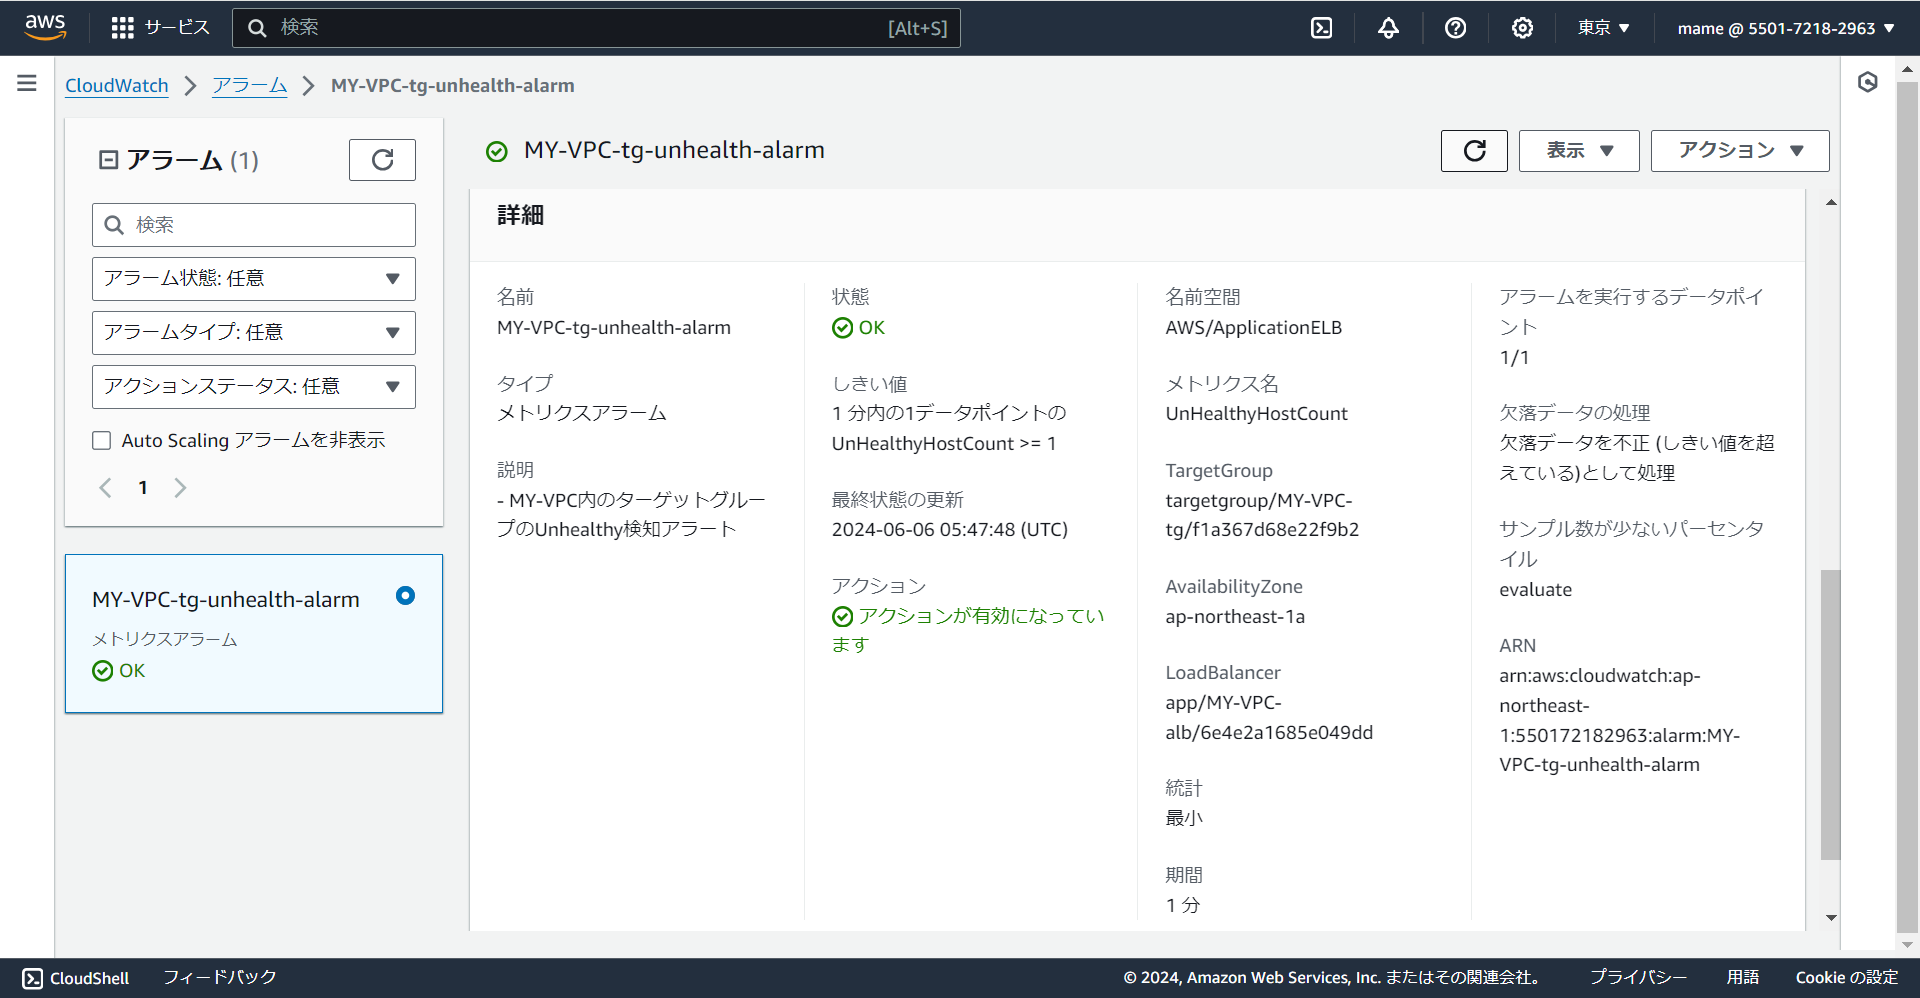 aws
サービス
検索
[Alt+S]
東京
mame @ 5501-7218-2963
CloudWatch
アラーム
MY-VPC-tg-unhealth-alarm
アラーム (1)
検索
アラーム状態: 任意
アラームタイプ: 任意
アクションステータス: 任意
Auto Scaling アラームを非表示
1
MY-VPC-tg-unhealth-alarm
メトリクスアラーム
OK
MY-VPC-tg-unhealth-alarm
表示
アクション
詳細
名前
MY-VPC-tg-unhealth-alarm
タイプ
メトリクスアラーム
説明
- MY-VPC内のターゲットグルー
プのUnhealthy検知アラート
状態
OK
しきい値
1 分内の1データポイントの
UnHealthyHostCount >= 1
最終状態の更新
2024-06-06 05:47:48 (UTC)
アクション
アクションが有効になってい
ます
名前空間
AWS/ApplicationELB
メトリクス名
UnHealthyHostCount
TargetGroup
targetgroup/MY-VPC-
tg/f1a367d68e22f9b2
AvailabilityZone
ap-northeast-1a
LoadBalancer
app/MY-VPC-
alb/6e4e2a1685e049dd
統計
最小
期間
1 分
アラームを実行するデータポイ
ント
1/1
欠落データの処理
欠落データを不正 (しきい値を超
えている)として処理
サンプル数が少ないパーセンタ
イル
evaluate
ARN
arn:aws:cloudwatch:ap-
northeast-
1:550172182963:alarm:MY-
VPC-tg-unhealth-alarm
CloudShell
フィードバック
© 2024, Amazon Web Services, Inc. またはその関連会社。
プライバシー
用語
Cookie の設定